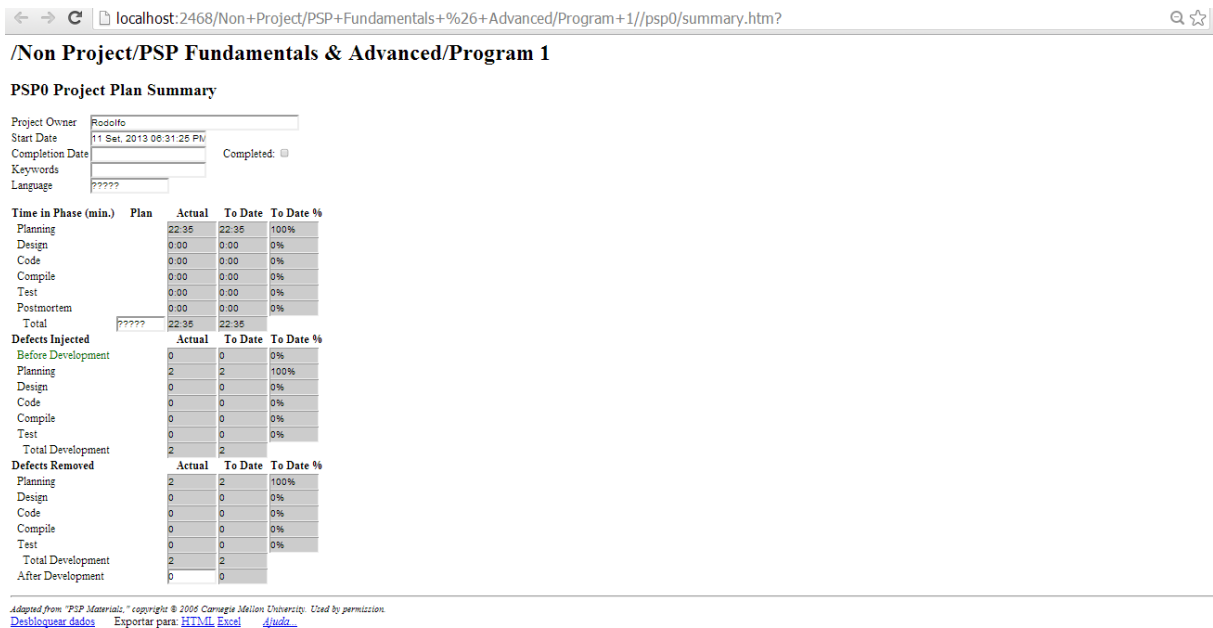 localhost:2468/Non+Project/PSP+Fundamentals+%26+Advanced/Program+1//psp0/summary.htm?
/Non Project/PSP Fundamentals & Advanced/Program 1
PSP0 Project Plan Summary
Project Owner Rodolfo
Start Date 11 Set, 2013 06:31:25 PM
Completion Date Completed:
Keywords
Language ?????
Time in Phase (min.) Plan Actual To Date To Date %
Planning 22:35 22:35 100%
Design 0:00 0:00 0%
Code 0:00 0:00 0%
Compile 0:00 0:00 0%
Test 0:00 0:00 0%
Postmortem 0:00 0:00 0%
Total ????? 22:35 22:35
Defects Injected Actual To Date To Date %
Before Development 0 0 0%
Planning 2 2 100%
Design 0 0 0%
Code 0 0 0%
Compile 0 0 0%
Test 0 0 0%
Total Development 2 2
Defects Removed Actual To Date To Date %
Planning 2 2 100%
Design 0 0 0%
Code 0 0 0%
Compile 0 0 0%
Test 0 0 0%
Total Development 2 2
After Development 0 0
Adapted from "PSP Materials," copyright © 2006 Carnegie Mellon University. Used by permission.
Desbloquear dados Exportar para: HTML Excel Ajuda...